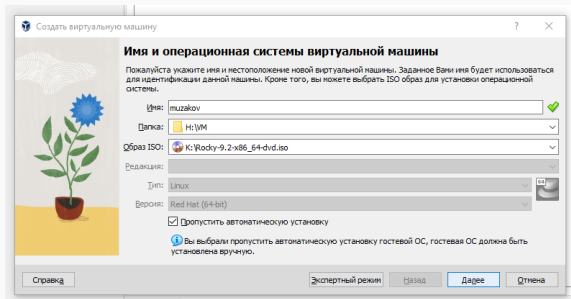 Создать виртуальную машину
? ×
Имя и операционная системы виртуальной машины
Пожалуйста укажите имя и местоположение новой виртуальной машины. Заданное Вами имя будет использоваться
для идентификации данной машины. Кроме того, вы можете выбрать ISO образ для установки операционной
системы.
Имя: muzakov
Папка: H:\VM
Образ ISO: K:\Rocky-9.2-x86_64-dvd.iso
Редакция:
Тип: Linux
64
Версия: Red Hat (64-bit)
Пропустить автоматическую установку
Вы выбрали пропустить автоматическую установку гостевой ОС, гостевая ОС должна быть
установлена вручную.
Справка Экспертный режим Назад Далее Отмена